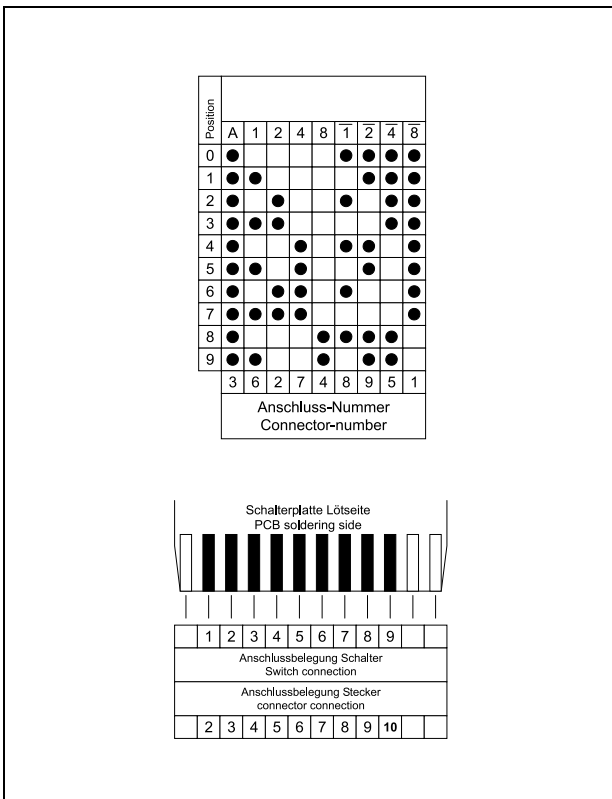 Position
A 1 2 4 8 1̅ 2̅ 4̅ 8̅
0 ● ● ● ● ●
1 ● ● ● ● ●
2 ● ● ● ● ●
3 ● ● ● ● ●
4 ● ● ● ● ●
5 ● ● ● ● ●
6 ● ● ● ● ●
7 ● ● ● ● ●
8 ● ● ● ● ●
9 ● ● ● ● ●
3 6 2 7 4 8 9 5 1
Anschluss-Nummer
Connector-number
Schalterplatte Lötseite
PCB soldering side
1 2 3 4 5 6 7 8 9
Anschlussbelegung Schalter
Switch connection
Anschlussbelegung Stecker
connector connection
2 3 4 5 6 7 8 9 10